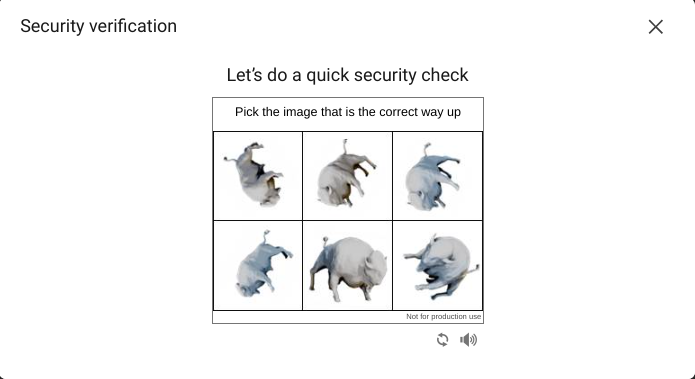 Security verification
Let's do a quick security check
Pick the image that is the correct way up
Not for production use